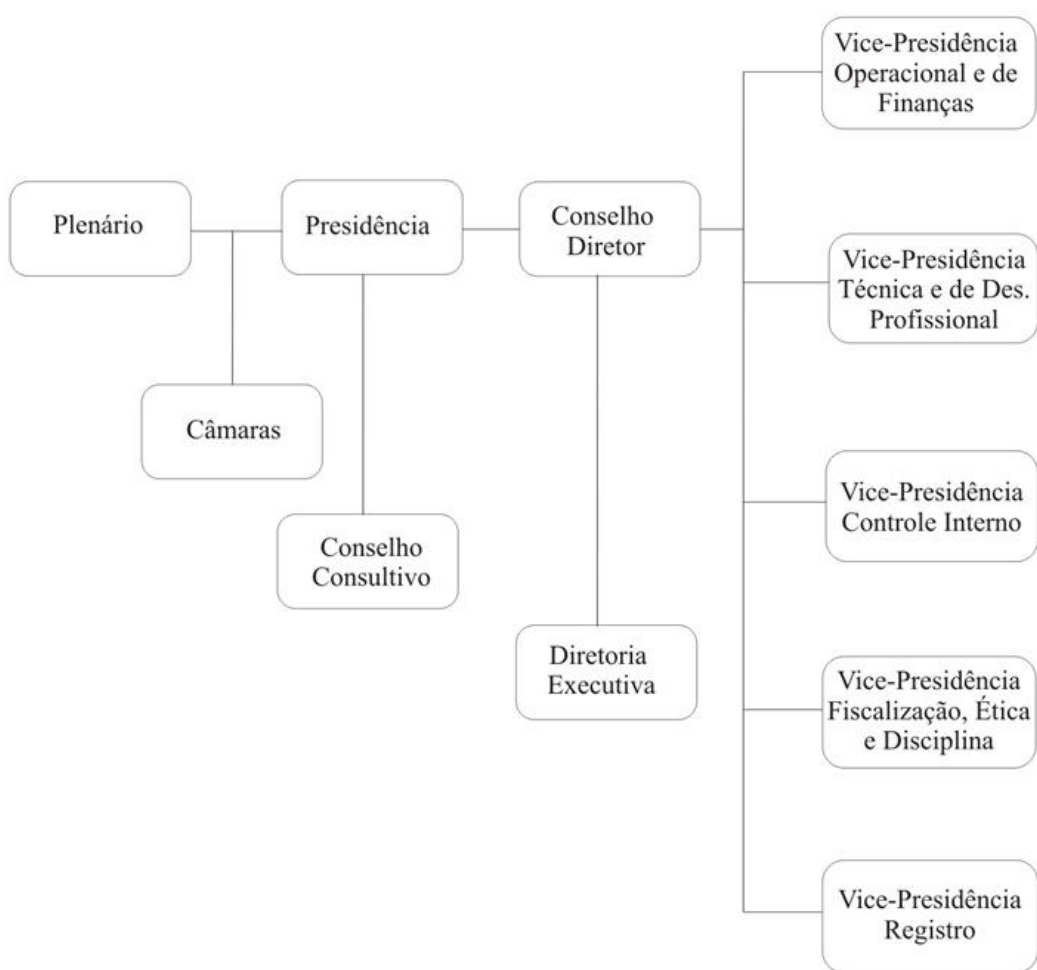 Vice-Presidência
Operacional e de
Finanças
Plenário
Presidência
Conselho
Diretor
Vice-Presidência
Técnica e de Des.
Profissional
Câmaras
Vice-Presidência
Controle Interno
Conselho
Consultivo
Diretoria
Executiva
Vice-Presidência
Fiscalização, Ética
e Disciplina
Vice-Presidência
Registro